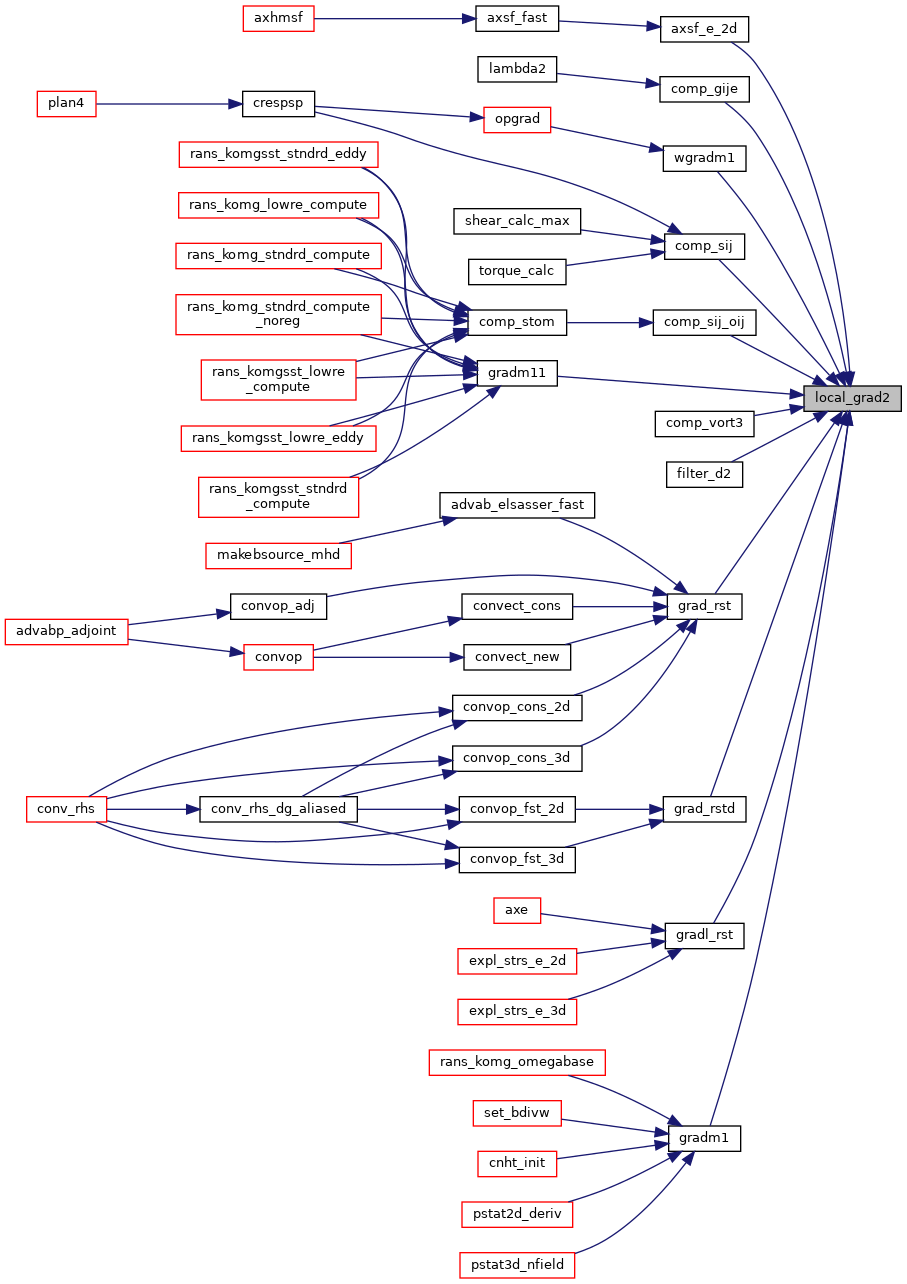 axhmsf
axsf_fast
axsf_e_2d
lambda2
comp_gije
plan4
crespsp
opgrad
wgradm1
rans_komgsst_stndrd_eddy
rans_komg_lowre_compute
shear_calc_max
comp_sij
rans_komg_stndrd_compute
torque_calc
rans_komg_stndrd_compute
_noreg
comp_stom
comp_sij_oij
rans_komgsst_lowre
_compute
gradm11
local_grad2
comp_vort3
rans_komgsst_lowre_eddy
filter_d2
rans_komgsst_stndrd
_compute
advab_elsasser_fast
makebsource_mhd
convop_adj
convect_cons
grad_rst
advabp_adjoint
convop
convect_new
convop_cons_2d
convop_cons_3d
conv_rhs
conv_rhs_dg_aliased
convop_fst_2d
grad_rstd
convop_fst_3d
axe
gradl_rst
expl_strs_e_2d
expl_strs_e_3d
rans_komg_omegabase
set_bdivw
gradm1
cnht_init
pstat2d_deriv
pstat3d_nfield